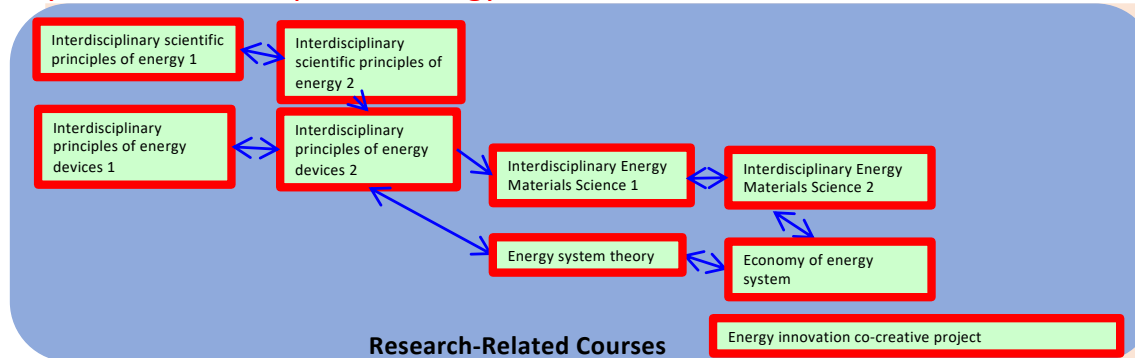 Interdisciplinary scientific
principles of energy 1
Interdisciplinary
scientific principles of
energy 2
Interdisciplinary
principles of energy
devices 1
Interdisciplinary
principles of energy
devices 2
Interdisciplinary Energy
Materials Science 1
Interdisciplinary Energy
Materials Science 2
Energy system theory
Economy of energy
system
Energy innovation co-creative project
Research-Related Courses